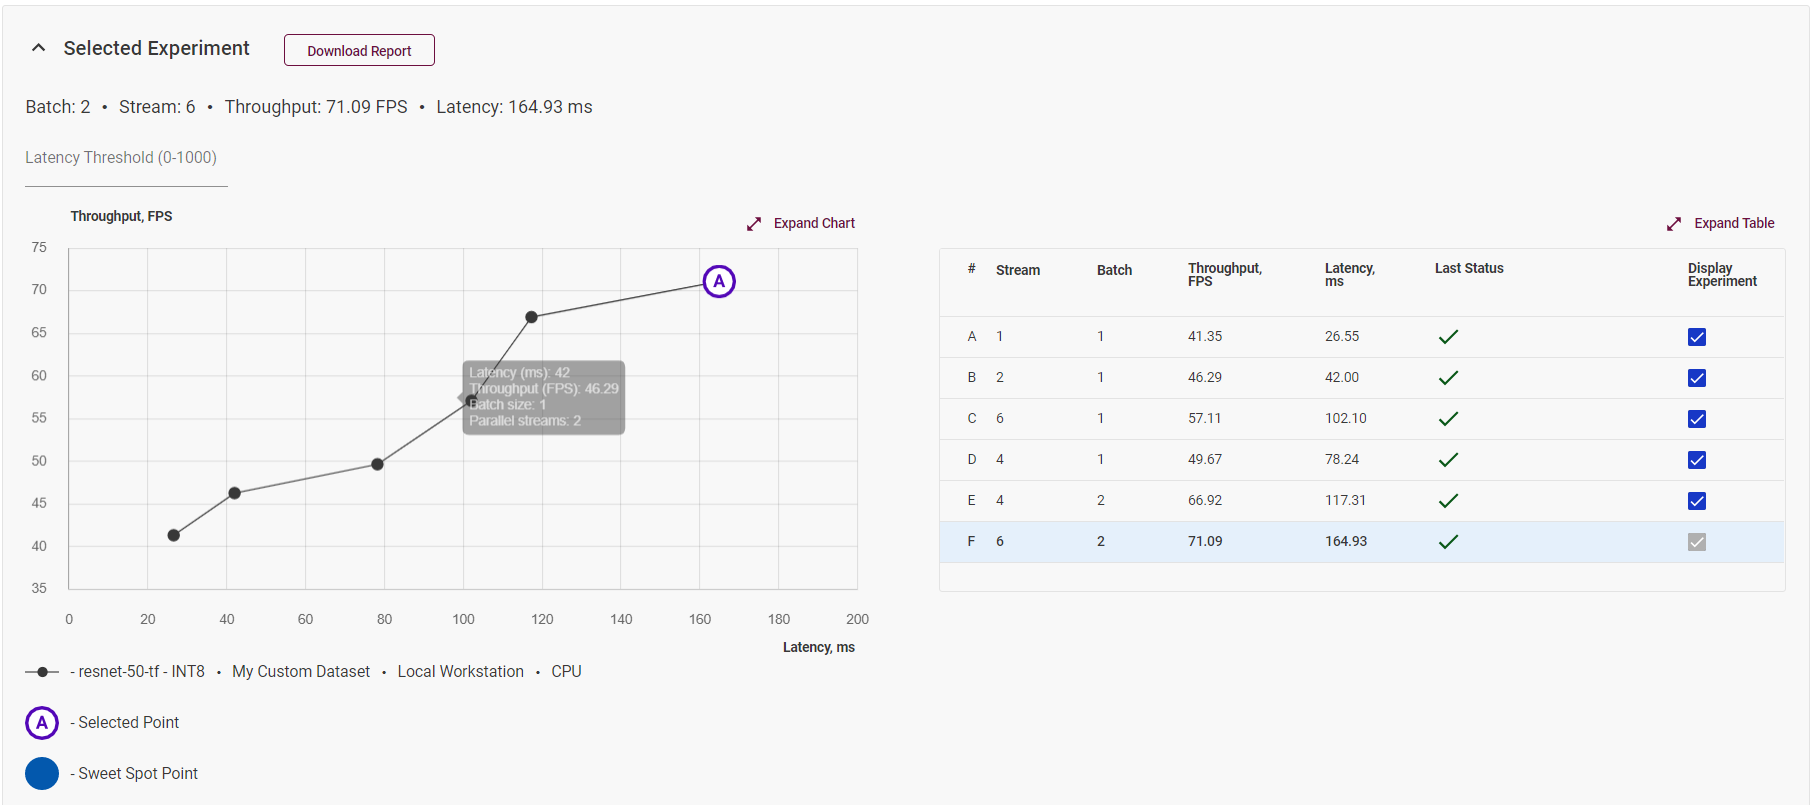 Selected Experiment
Download Report
Batch: 2 • Stream: 6 • Throughput: 71.09 FPS • Latency: 164.93 ms
Latency Threshold (0-1000)
Throughput, FPS
Expand Chart
75
70
65
60
55
50
45
40
35
A
Latency (ms): 42
Throughput (FPS): 46.29
Batch size: 1
Parallel streams: 2
0 20 40 60 80 100 120 140 160 180 200
Latency, ms
- resnet-50-tf - INT8 • My Custom Dataset • Local Workstation • CPU
A - Selected Point
- Sweet Spot Point
Expand Table
# Stream Batch Throughput, FPS Latency, ms Last Status Display Experiment
A 1 1 41.35 26.55
B 2 1 46.29 42.00
C 6 1 57.11 102.10
D 4 1 49.67 78.24
E 4 2 66.92 117.31
F 6 2 71.09 164.93